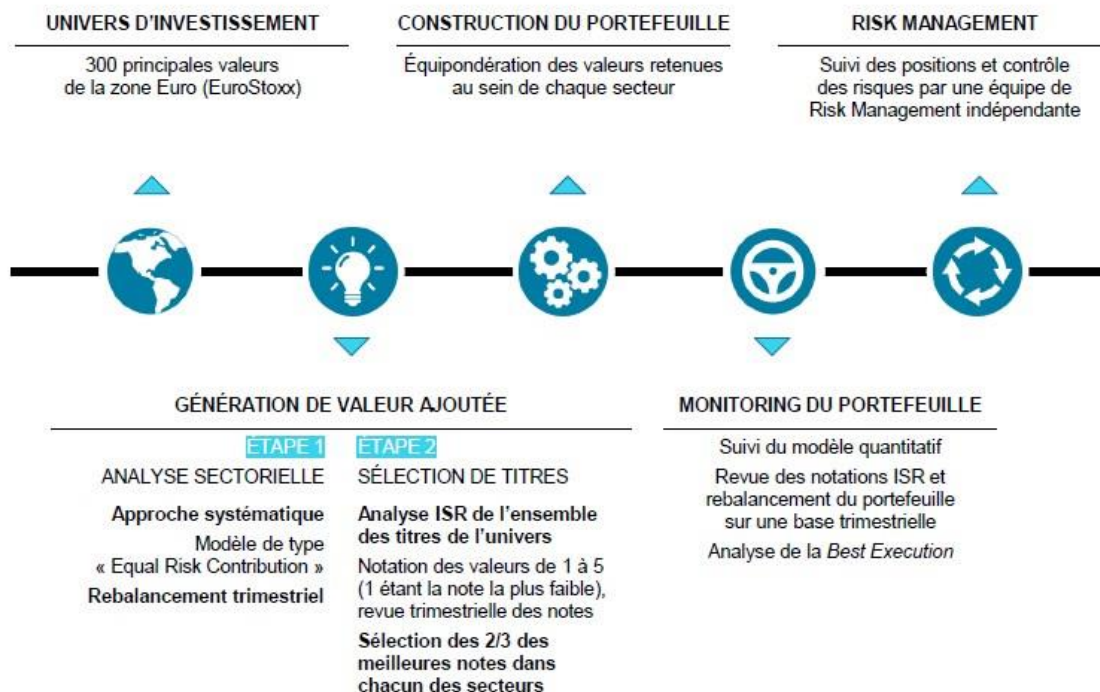 UNIVERS D'INVESTISSEMENT
300 principales valeurs
de la zone Euro (EuroStoxx)
CONSTRUCTION DU PORTEFEUILLE
Équipondération des valeurs retenues
au sein de chaque secteur
RISK MANAGEMENT
Suivi des positions et contrôle
des risques par une équipe de
Risk Management indépendante
GÉNÉRATION DE VALEUR AJOUTÉE
ÉTAPE 1
ANALYSE SECTORIELLE
Approche systématique
Modèle de type
« Equal Risk Contribution »
Rebalancement trimestriel
ÉTAPE 2
SÉLECTION DE TITRES
Analyse ISR de l'ensemble
des titres de l'univers
Notation des valeurs de 1 à 5
(1 étant la note la plus faible),
revue trimestrielle des notes
Sélection des 2/3 des
meilleures notes dans
chacun des secteurs
MONITORING DU PORTEFEUILLE
Suivi du modèle quantitatif
Revue des notations ISR et
rebalancement du portefeuille
sur une base trimestrielle
Analyse de la Best Execution